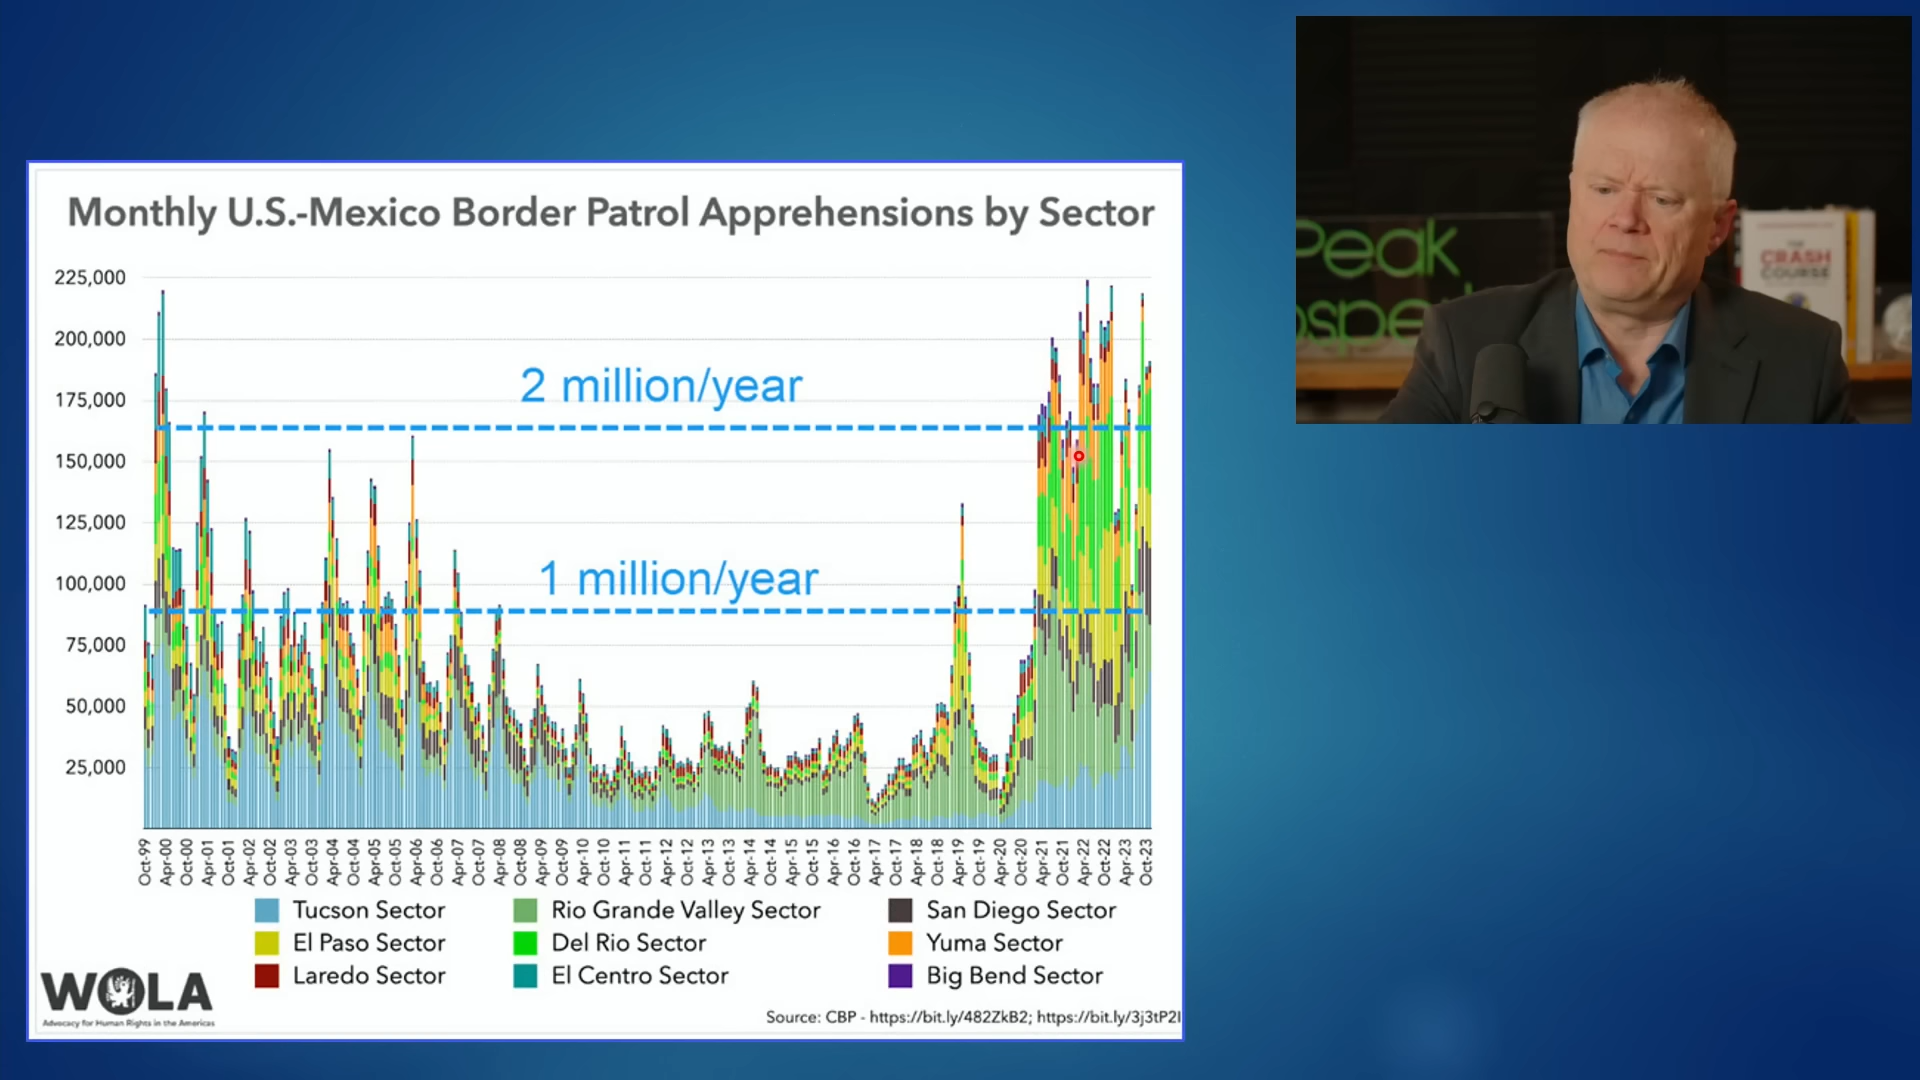 Monthly U.S.-Mexico Border Patrol Apprehensions by Sector
225,000
200,000
175,000
150,000
125,000
100,000
75,000
50,000
25,000
2 million/year
1 million/year
Oct-99
Apr-00
Oct-00
Apr-01
Oct-01
Apr-02
Oct-02
Apr-03
Oct-03
Apr-04
Oct-04
Apr-05
Oct-05
Apr-06
Oct-06
Apr-07
Oct-07
Apr-08
Oct-08
Apr-09
Oct-09
Apr-10
Oct-10
Apr-11
Oct-11
Apr-12
Oct-12
Apr-13
Oct-13
Apr-14
Oct-14
Apr-15
Oct-15
Apr-16
Oct-16
Apr-17
Oct-17
Apr-18
Oct-18
Apr-19
Oct-19
Apr-20
Oct-20
Apr-21
Oct-21
Apr-22
Oct-22
Apr-23
Oct-23
Tucson Sector
Rio Grande Valley Sector
San Diego Sector
El Paso Sector
Del Rio Sector
Yuma Sector
Laredo Sector
El Centro Sector
Big Bend Sector
WOLA
Advocacy for Human Rights in the Americas
Source: CBP - https://bit.ly/482ZkB2; https://bit.ly/3j3tP2I
Peak
ospe
THE
CRASH
COURSE